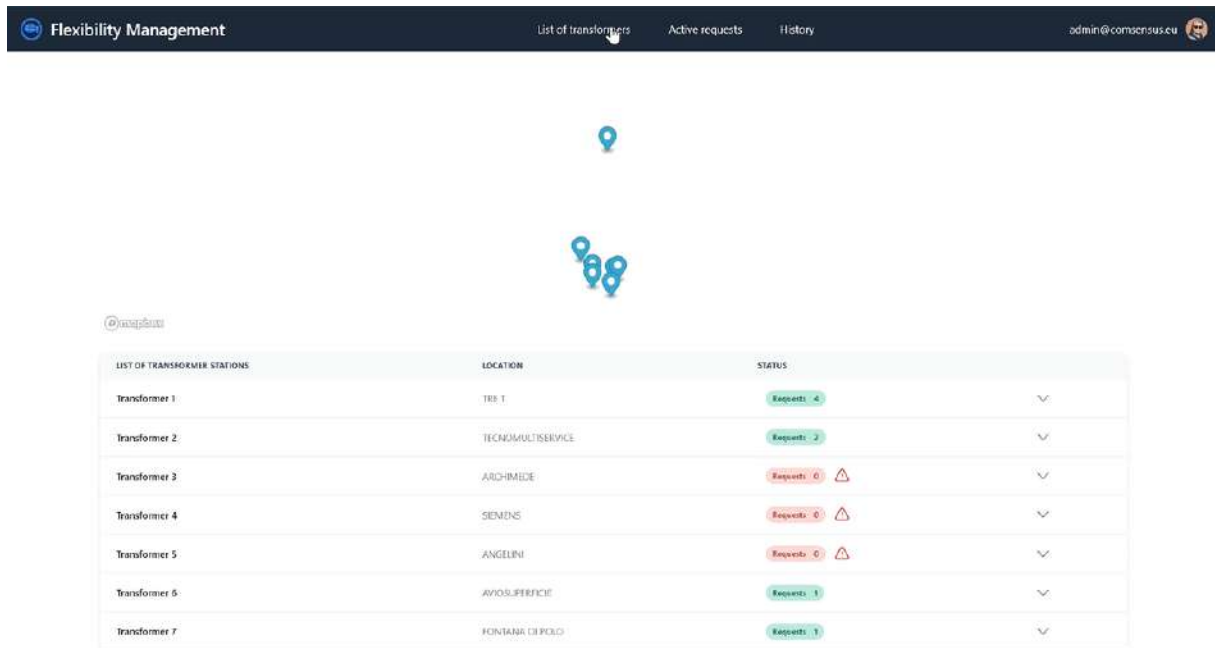 Flexibility Management
List of transformers
Active requests
History
admin@comsensus.eu
mapbox
LIST OF TRANSFORMER STATIONS LOCATION STATUS
Transformer 1 TRE T Requests 4
Transformer 2 TECNOMULTISERVICE Requests 2
Transformer 3 ARCHIMEDE Requests 0
Transformer 4 SIEMENS Requests 0
Transformer 5 ANGELINI Requests 0
Transformer 6 AVIOSUPERFICIE Requests 1
Transformer 7 FONTANA DI POLO Requests 1